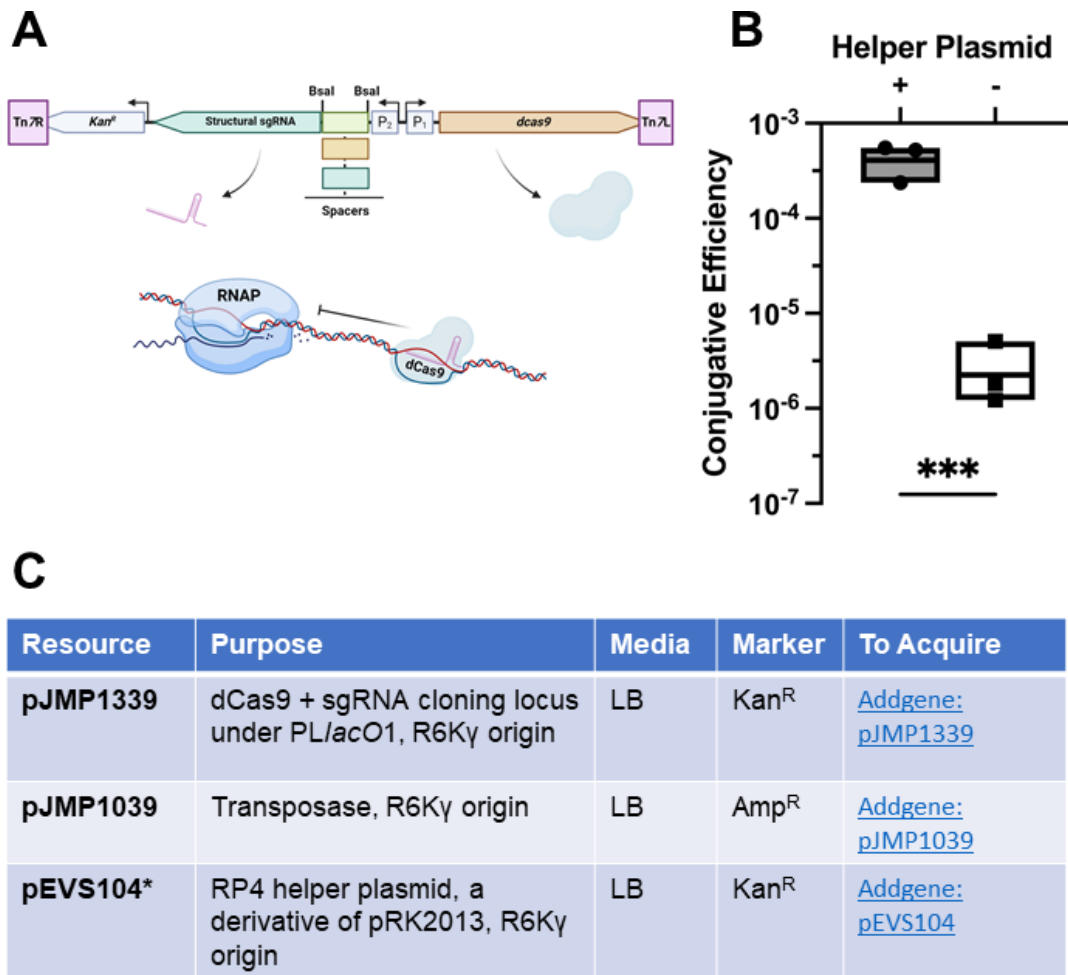 A
BsaI BsaI
Tn7R Kanᴿ Structural sgRNA P₂ P₁ dcas9 Tn7L
Spacers
RNAP
dCas9
B
Helper Plasmid
+ -
Conjugative Efficiency
10⁻³
10⁻⁴
10⁻⁵
10⁻⁶
10⁻⁷
***
C
Resource Purpose Media Marker To Acquire
pJMP1339 dCas9 + sgRNA cloning locus LB Kanᴿ Addgene:
under PLlacO1, R6Kγ origin pJMP1339
pJMP1039 Transposase, R6Kγ origin LB Ampᴿ Addgene:
pJMP1039
pEVS104* RP4 helper plasmid, a LB Kanᴿ Addgene:
derivative of pRK2013, R6Kγ pEVS104
origin